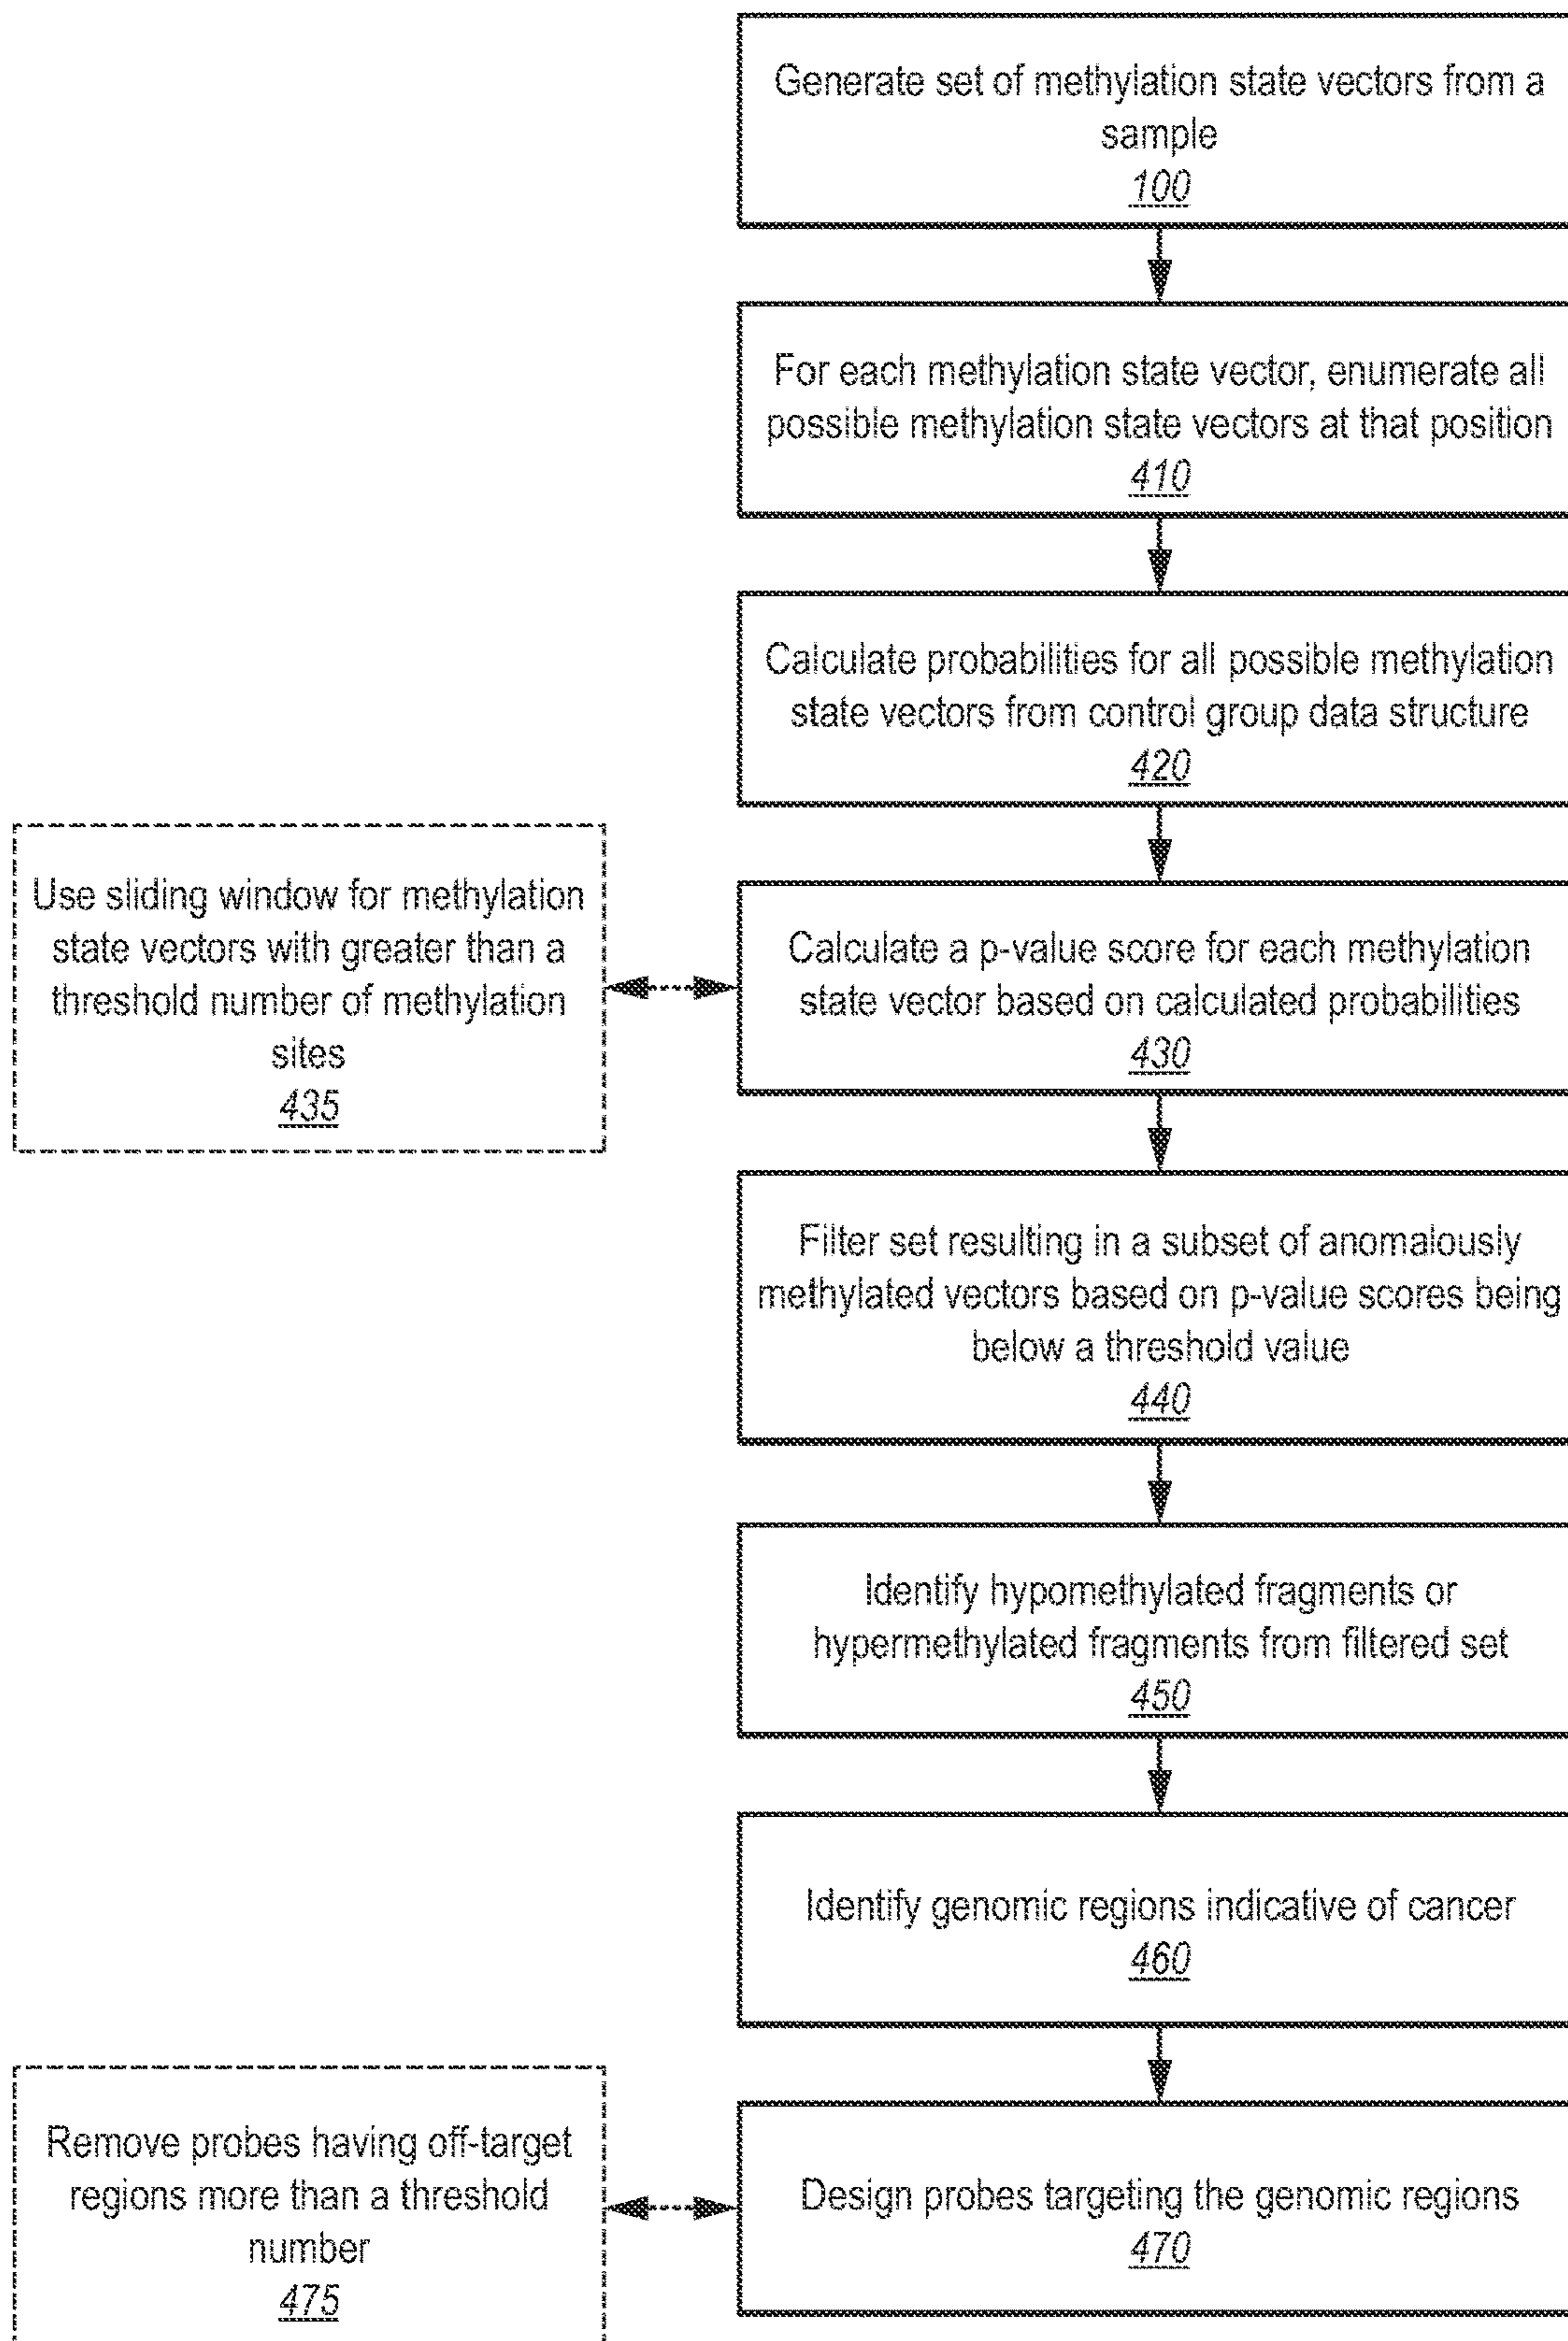 Generate set of methylation state vectors from a
sample
100
For each methylation state vector, enumerate all
possible methylation state vectors at that position
410
Calculate probabilities for all possible methylation
state vectors from control group data structure
420
Use sliding window for methylation
state vectors with greater than a
threshold number of methylation
sites
435
Calculate a p-value score for each methylation
state vector based on calculated probabilities
430
Filter set resulting in a subset of anomalously
methylated vectors based on p-value scores being
below a threshold value
440
Identify hypomethylated fragments or
hypermethylated fragments from filtered set
450
Identify genomic regions indicative of cancer
460
Remove probes having off-target
regions more than a threshold
number
475
Design probes targeting the genomic regions
470